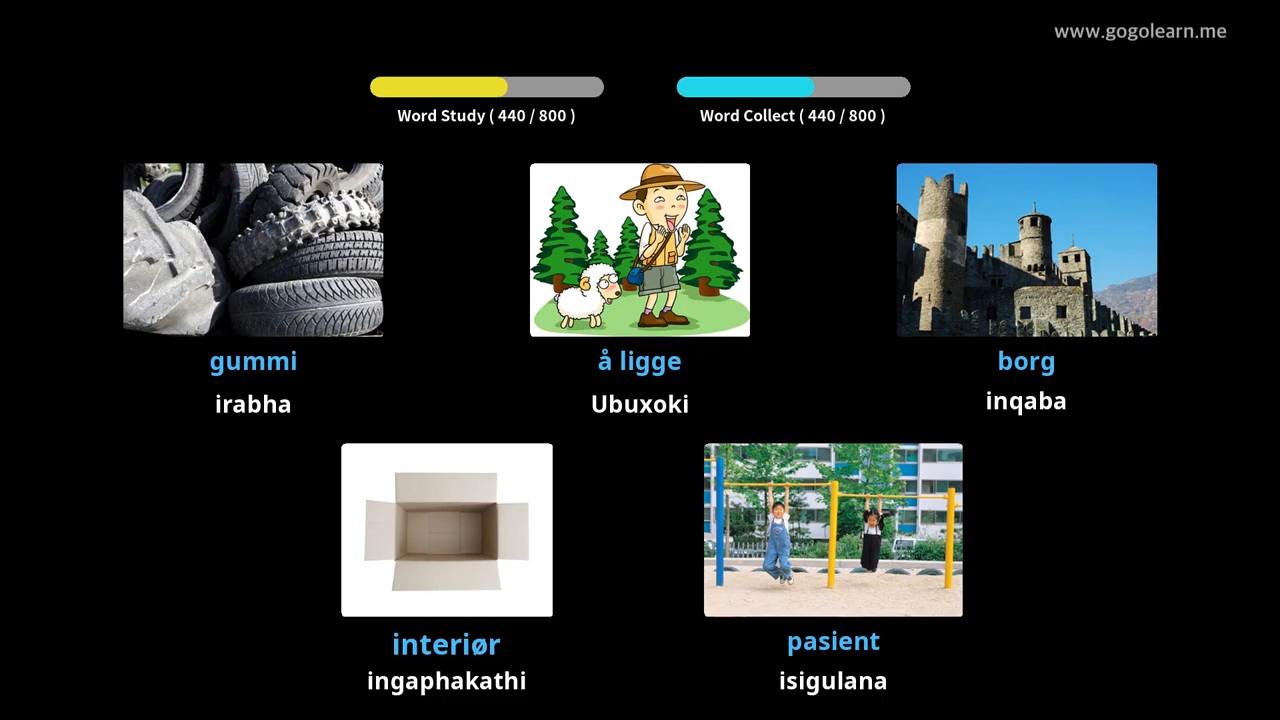 www.gogolearn.me
Word Study ( 440 / 800 )
Word Collect ( 440 / 800 )
gummi
irabha
å ligge
Ubuxoki
borg
inqaba
interiør
ingaphakathi
pasient
isigulana